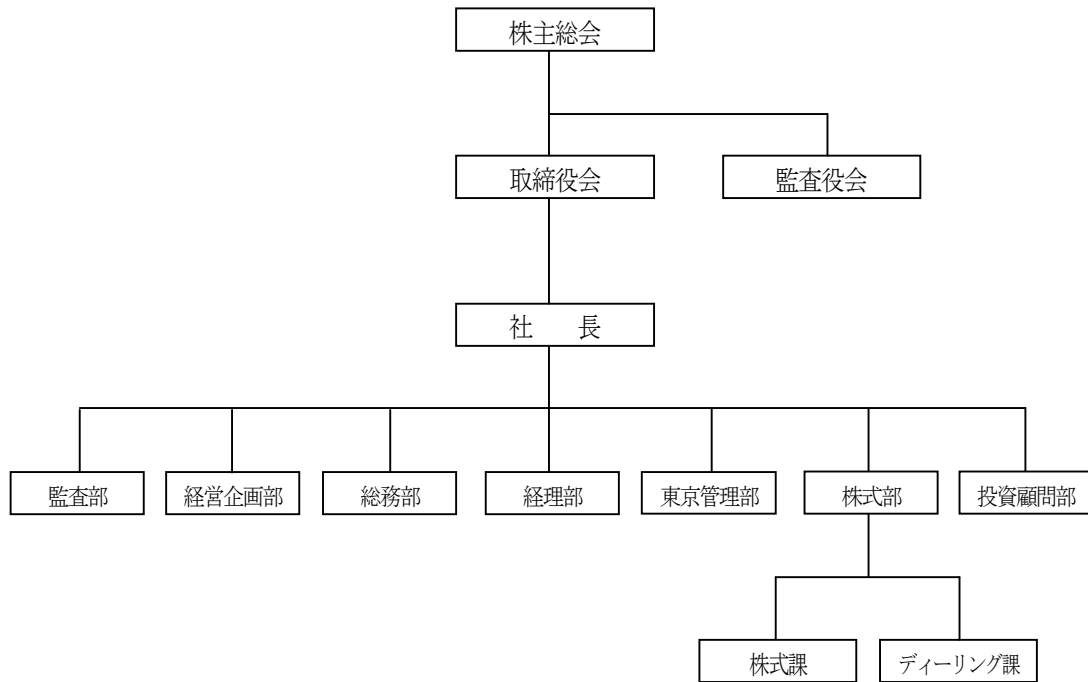 株主総会
取締役会
監査役会
社　　長
監査部
経営企画部
総務部
経理部
東京管理部
株式部
投資顧問部
株式課
ディーリング課